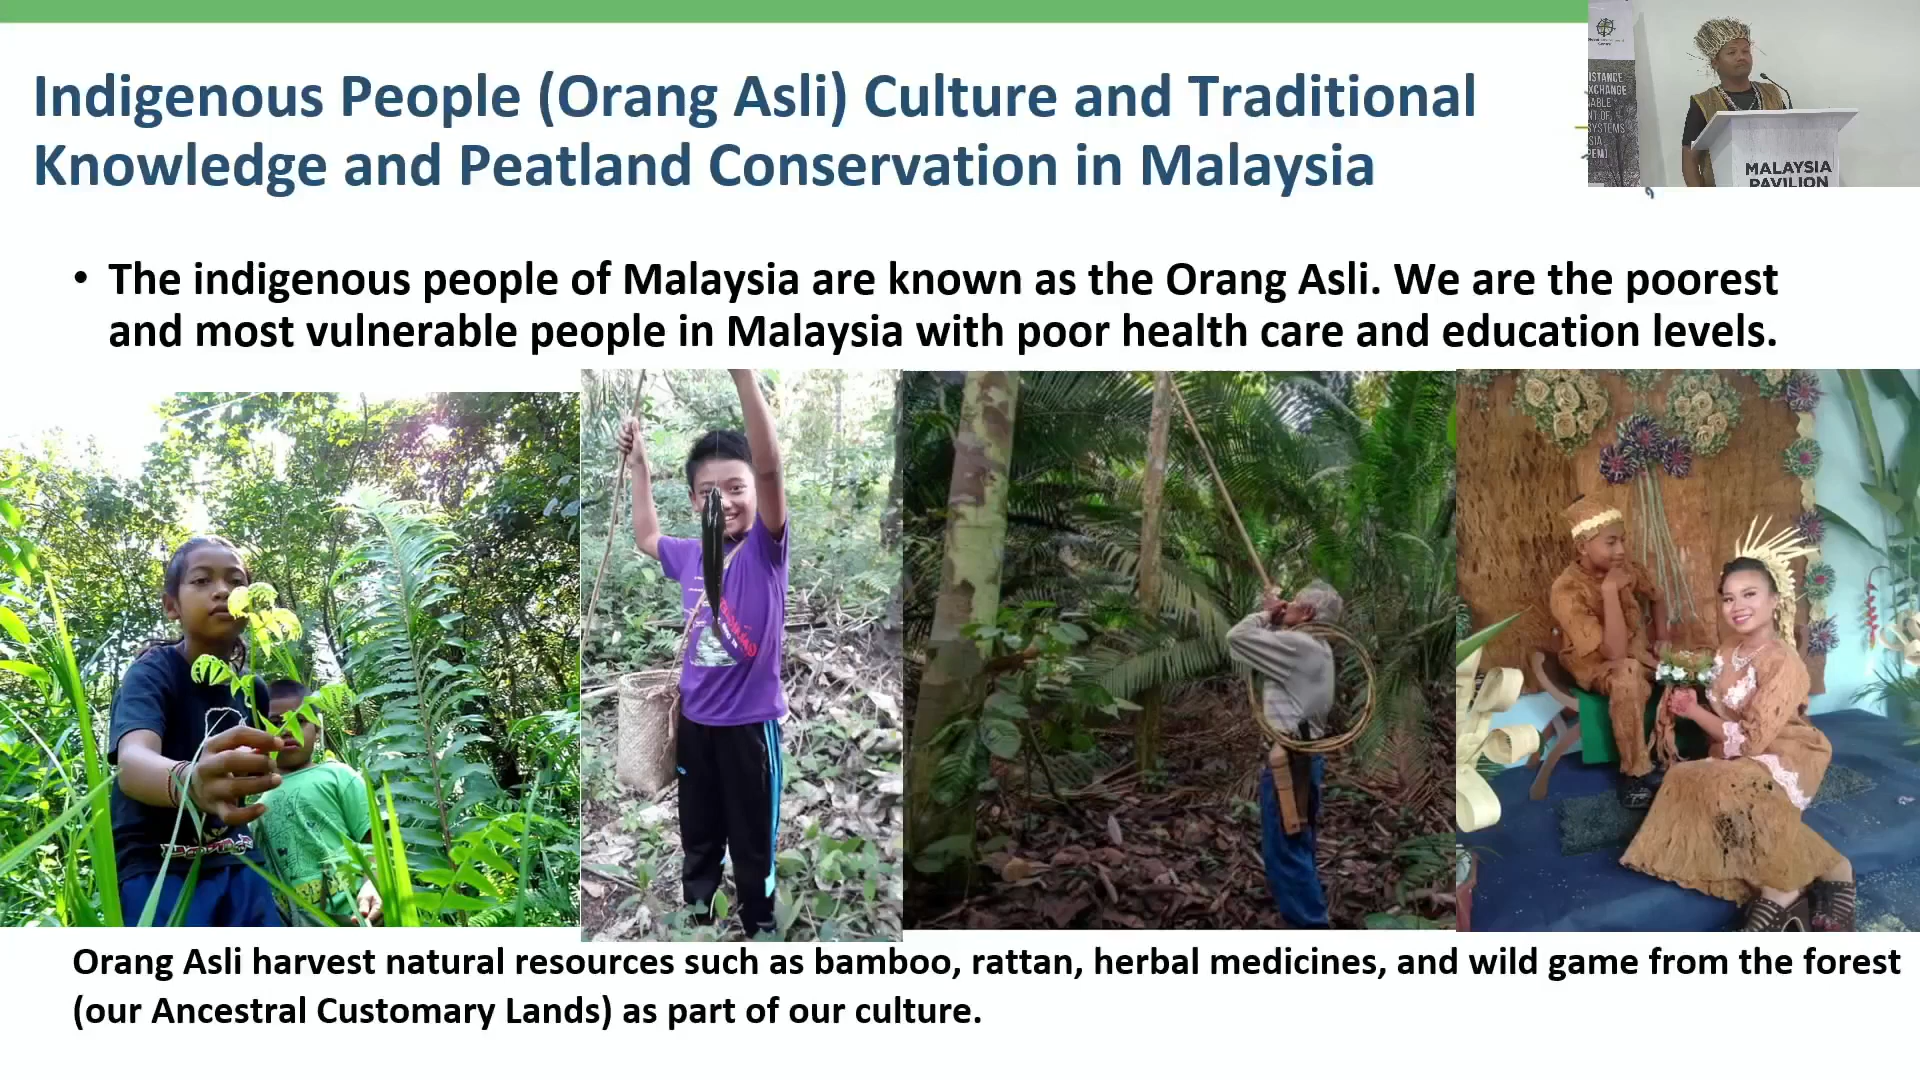 Indigenous People (Orang Asli) Culture and Traditional
Knowledge and Peatland Conservation in Malaysia
• The indigenous people of Malaysia are known as the Orang Asli. We are the poorest
and most vulnerable people in Malaysia with poor health care and education levels.
Orang Asli harvest natural resources such as bamboo, rattan, herbal medicines, and wild game from the forest
(our Ancestral Customary Lands) as part of our culture.
MALAYSIA
PAVILION